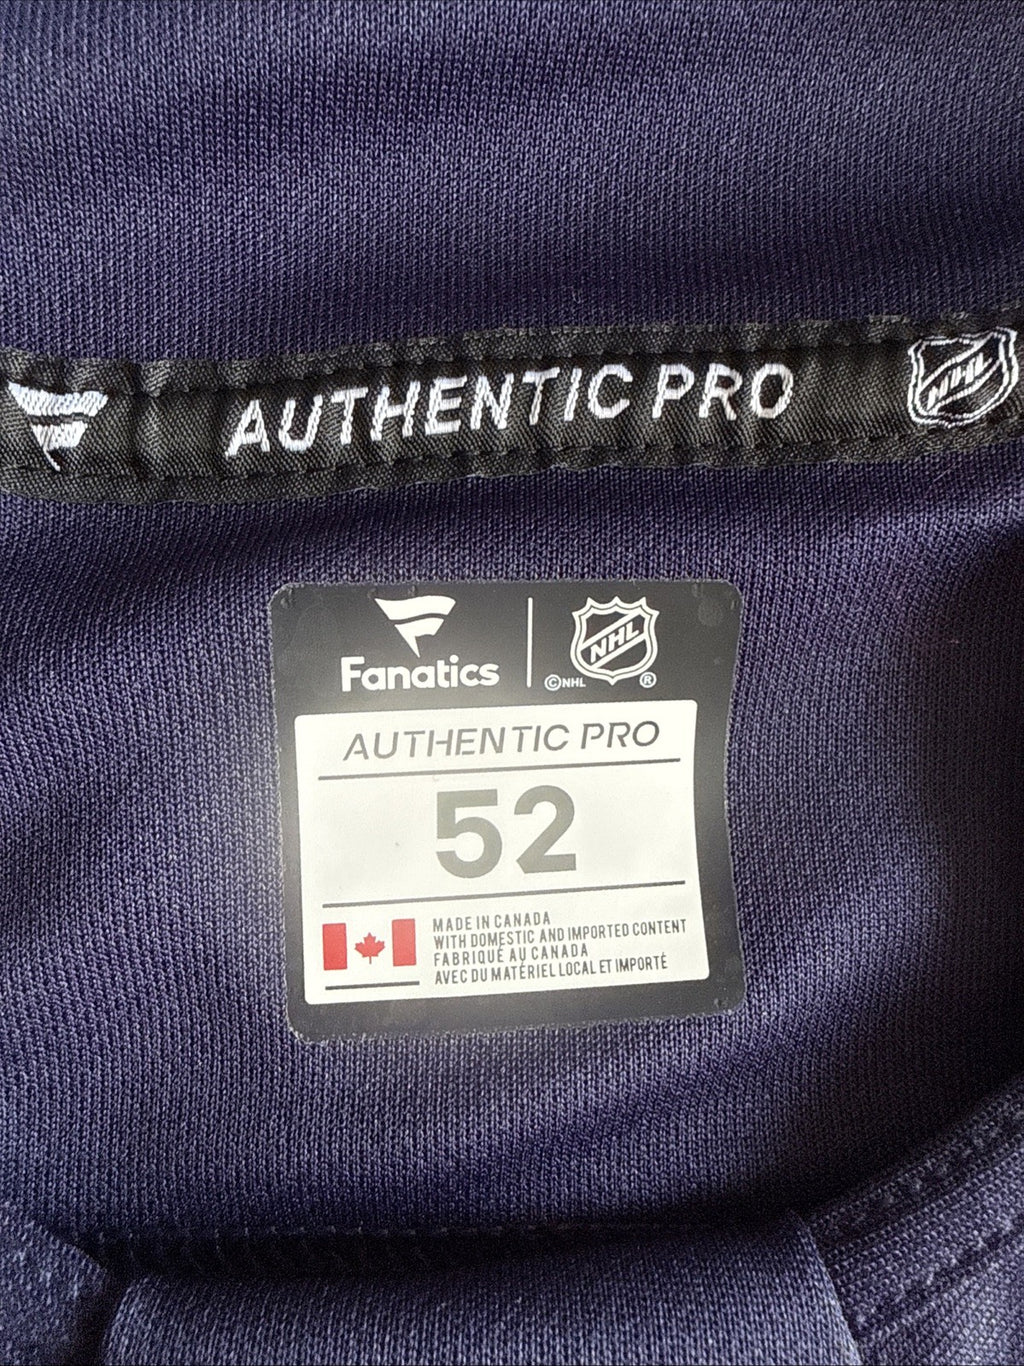 AUTHENTIC PRO
NHL
Fanatics
NHL
©NHL ®
AUTHENTIC PRO
52
MADE IN CANADA
WITH DOMESTIC AND IMPORTED CONTENT
FABRIQUÉ AU CANADA
AVEC DU MATÉRIEL LOCAL ET IMPORTÉ